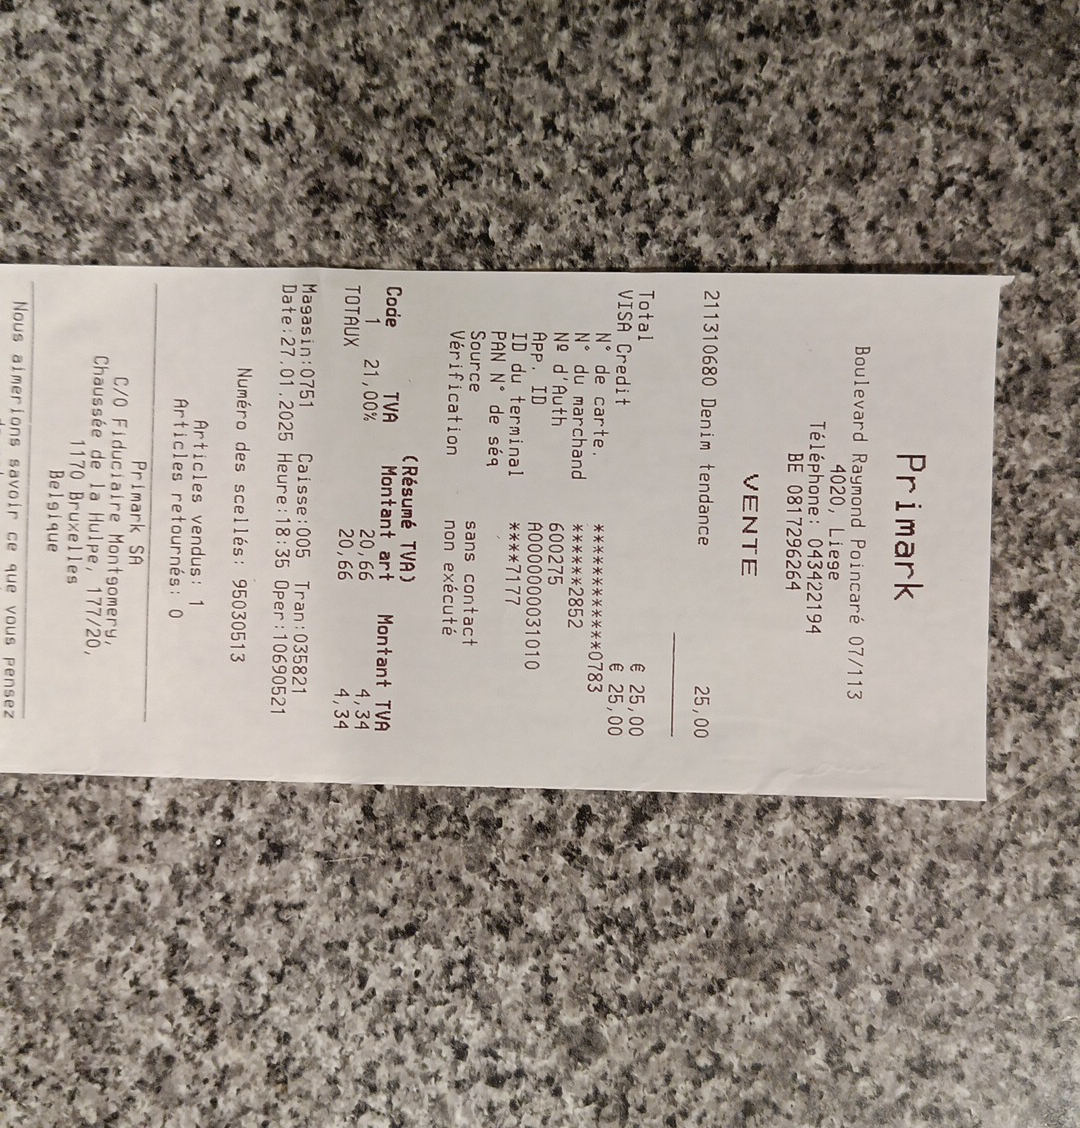 Primark
Boulevard Raymond Poincaré 07/113
4020, Liege
Téléphone: 043422194
BE 0817296264
VENTE
211310680 Denim tendance 25,00
Total € 25,00
VISA Credit € 25,00
N° de carte. ************0783
N° du marchand ******2852
Nº d'Auth 600275
App. ID A0000000031010
ID du terminal ****7177
PAN N° de séq
Source sans contact
Vérification non exécuté
(Résumé TVA)
Code TVA Montant art Montant TVA
1 21,00% 20,66 4,34
TOTAUX 20,66 4,34
Magasin:0751 Caisse:005 Tran:035821
Date:27.01.2025 Heure:18:35 Oper:10690521
Numéro des scellés: 95030513
Articles vendus: 1
Articles retournés: 0
Primark SA
C/O Fiduciaire Montgomery,
Chaussée de la Hulpe, 177/20,
1170 Bruxelles
Belgique
Nous aimerions savoir ce que vous pensez